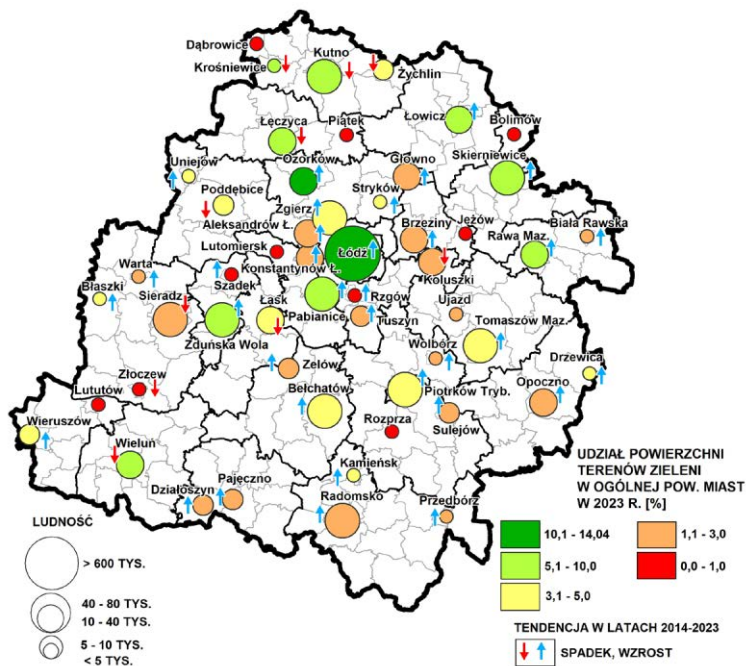 Dąbrowice
Krośniewice
Kutno
Żychlin
Łęczyca
Piątek
Łowicz
Bolimów
Uniejów
Ozorków
Głowno
Skierniewice
Poddębice
Stryków
Zgierz
Aleksandrów Ł.
Brzeziny
Jeżów
Biała Rawska
Rawa Maz.
Lutomiersk
Łódź
Koluszki
Warta
Szadek
Konstantynów Ł.
Rzgów
Ujazd
Błaszki
Sieradz
Łask
Pabianice
Tuszyn
Zduńska Wola
Tomaszów Maz.
Wolbórz
Drzewica
Złoczew
Zelów
Lututów
Bełchatów
Piotrków Tryb.
Opoczno
Wieruszów
Rozprza
Sulejów
Wieluń
Kamieńsk
Działoszyn
Pajęczno
Radomsko
Przedbórz
LUDNOŚĆ
> 600 TYS.
40 - 80 TYS.
10 - 40 TYS.
5 - 10 TYS.
< 5 TYS.
UDZIAŁ POWIERZCHNI
TERENÓW ZIELENI
W OGÓLNEJ POW. MIAST
W 2023 R. [%]
10,1 - 14,04
1,1 - 3,0
5,1 - 10,0
0,0 - 1,0
3,1 - 5,0
TENDENCJA W LATACH 2014-2023
SPADEK, WZROST